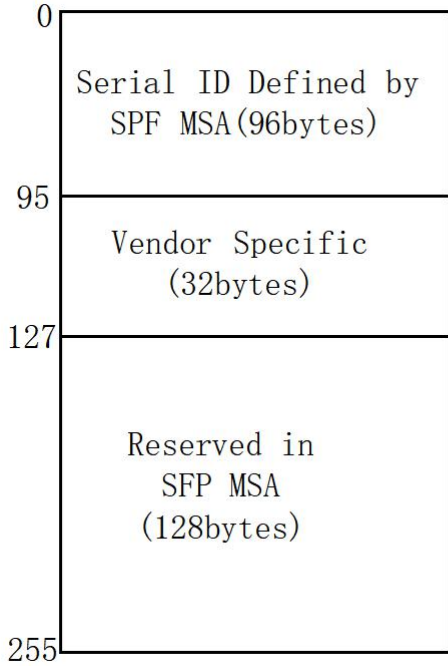 0
Serial ID Defined by
SPF MSA(96bytes)
95
Vendor Specific
(32bytes)
127
Reserved in
SFP MSA
(128bytes)
255